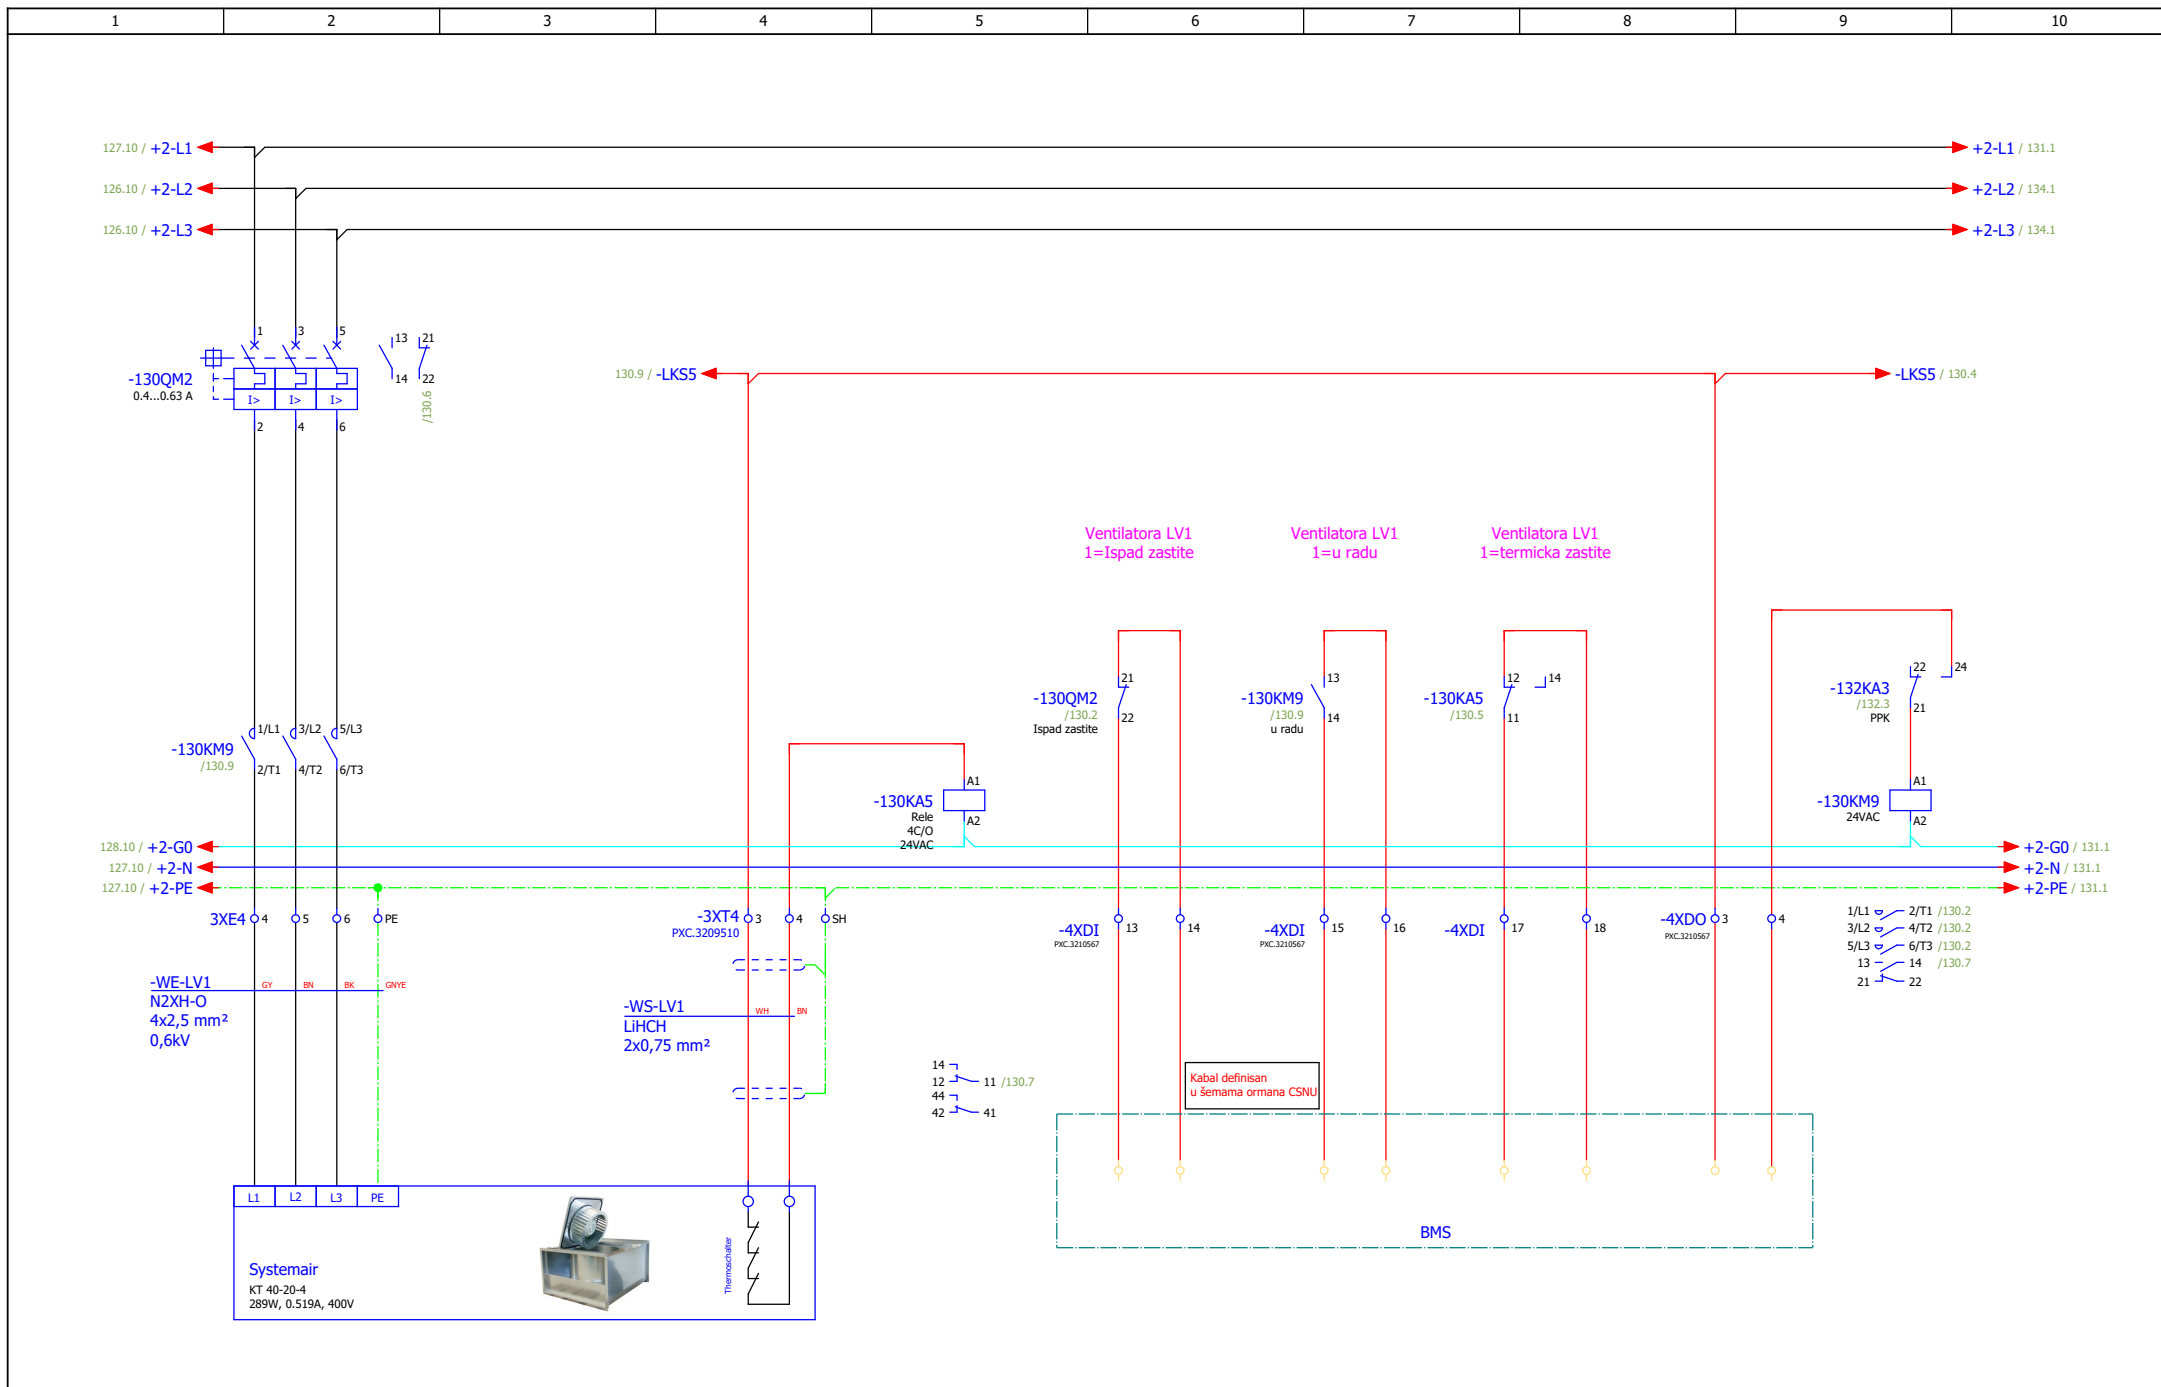 1 2 3 4 5 6 7 8 9 10
127.10 / +2-L1
+2-L1 / 131.1
126.10 / +2-L2
+2-L2 / 134.1
126.10 / +2-L3
+2-L3 / 134.1
1 3 5
13 21
-130QM2
0.4...0.63 A
I> I> I>
14 22
2 4 6
/130.6
130.9 / -LKS5
-LKS5 / 130.4
Ventilatora LV1
1=Ispad zastite
Ventilatora LV1
1=u radu
Ventilatora LV1
1=termicka zastite
-130QM2
/130.2
Ispad zastite
21
22
-130KM9
/130.9
u radu
13
14
-130KA5
/130.5
12 14
11
-132KA3
/132.3
PPK
22 24
21
-130KM9
/130.9
1/L1 3/L2 5/L3
2/T1 4/T2 6/T3
-130KA5
Rele
4C/O
24VAC
A1
A2
-130KM9
24VAC
A1
A2
128.10 / +2-G0
+2-G0 / 131.1
127.10 / +2-N
+2-N / 131.1
127.10 / +2-PE
+2-PE / 131.1
3XE4 4 5 6 PE
-3XT4 3 4 SH
PXC.3209510
-4XDI 13 14
PXC.3210567
-4XDI 15 16
PXC.3210567
-4XDI 17 18
-4XDO 3 4
PXC.3210567
1/L1 2/T1 /130.2
3/L2 4/T2 /130.2
5/L3 6/T3 /130.2
13 14 /130.7
21 22
-WE-LV1
N2XH-O
4x2,5 mm²
0,6kV
GY BN BK GNYE
-WS-LV1
LiHCH
2x0,75 mm²
WH BN
14
12 11 /130.7
44
42 41
Kabal definisan
u šemama ormana CSNU
BMS
L1 L2 L3 PE
Thermoschalter
Systemair
KT 40-20-4
289W, 0.519A, 400V